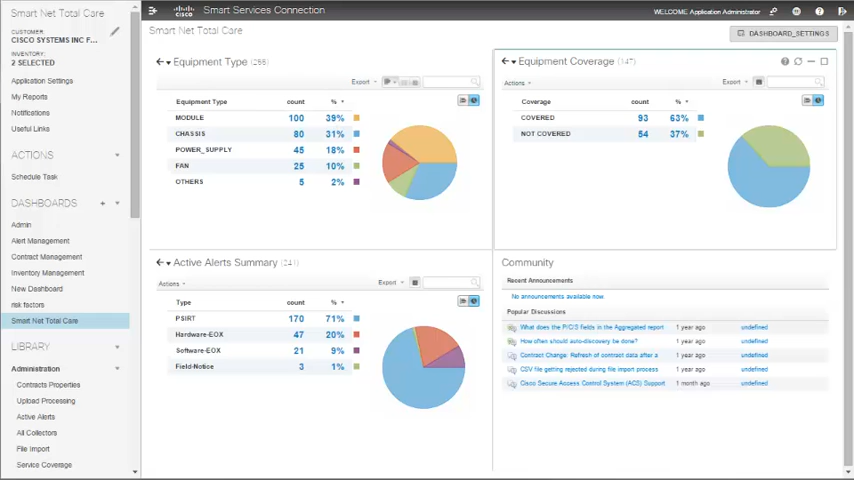 Smart Net Total Care
CUSTOMER:
CISCO SYSTEMS INC F...
INVENTORY:
2 SELECTED
Application Settings
My Reports
Notifications
Useful Links
ACTIONS
Schedule Task
DASHBOARDS
Admin
Alert Management
Contract Management
Inventory Management
New Dashboard
risk factors
Smart Net Total Care
LIBRARY
Administration
Contracts Properties
Upload Processing
Active Alerts
All Collectors
File Import
Service Coverage
CISCO
Smart Services Connection
WELCOME Application Administrator
Smart Net Total Care
DASHBOARD_SETTINGS
Equipment Type
Export
Equipment Type count %
MODULE 100 39%
CHASSIS 80 31%
POWER_SUPPLY 45 18%
FAN 25 10%
OTHERS 5 2%
Equipment Coverage (147)
Actions Export
Coverage count %
COVERED 93 63%
NOT COVERED 54 37%
Active Alerts Summary (241)
Actions Export
Type count %
PSIRT 170 71%
Hardware-EOX 47 20%
Software-EOX 21 9%
Field-Notice 3 1%
Community
Recent Announcements
No announcements available now
Popular Discussions
What does the P/C/S fields in the Aggregated report 1 year ago undefined
How often should auto-discovery be done? 1 year ago undefined
Contract Change: Refresh of contract data after a 1 year ago undefined
CSV file getting rejected during file import process 1 year ago undefined
Cisco Secure Access Control System (ACS) Support 1 month ago undefined